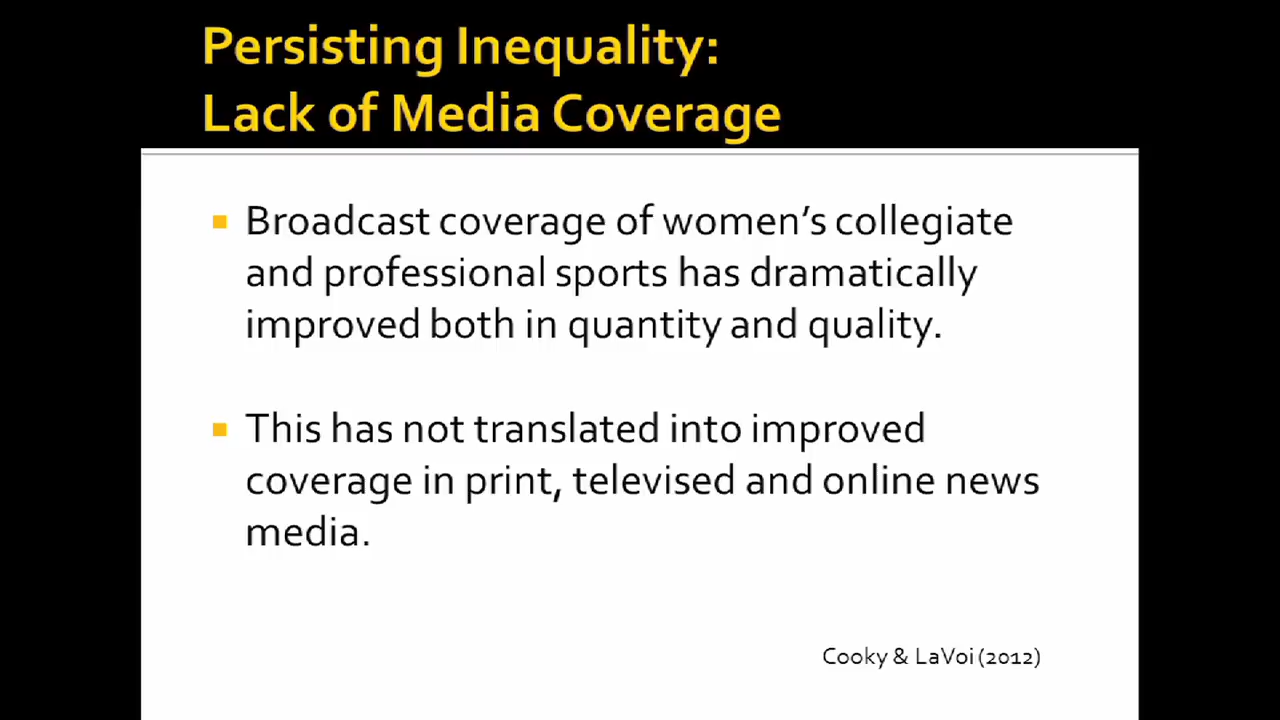 Persisting Inequality:
Lack of Media Coverage
Broadcast coverage of women’s collegiate
and professional sports has dramatically
improved both in quantity and quality.
This has not translated into improved
coverage in print, televised and online news
media.
Cooky & LaVoi (2012)